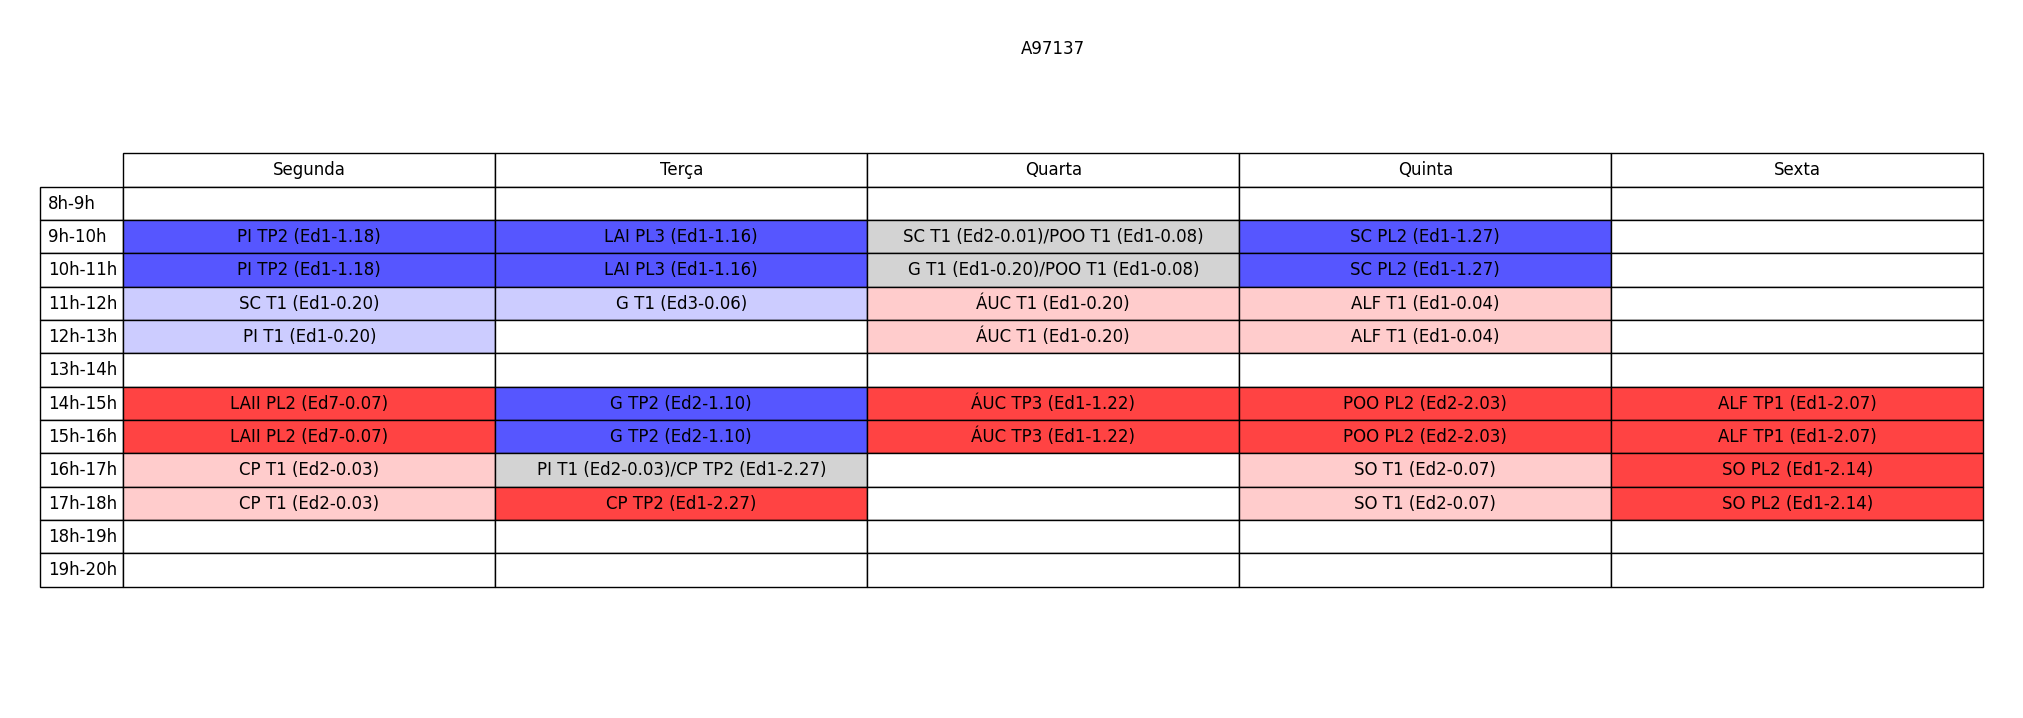 A97137
Segunda Terça Quarta Quinta Sexta
8h-9h
9h-10h PI TP2 (Ed1-1.18) LAI PL3 (Ed1-1.16) SC T1 (Ed2-0.01)/POO T1 (Ed1-0.08) SC PL2 (Ed1-1.27)
10h-11h PI TP2 (Ed1-1.18) LAI PL3 (Ed1-1.16) G T1 (Ed1-0.20)/POO T1 (Ed1-0.08) SC PL2 (Ed1-1.27)
11h-12h SC T1 (Ed1-0.20) G T1 (Ed3-0.06) ÁUC T1 (Ed1-0.20) ALF T1 (Ed1-0.04)
12h-13h PI T1 (Ed1-0.20) ÁUC T1 (Ed1-0.20) ALF T1 (Ed1-0.04)
13h-14h
14h-15h LAII PL2 (Ed7-0.07) G TP2 (Ed2-1.10) ÁUC TP3 (Ed1-1.22) POO PL2 (Ed2-2.03) ALF TP1 (Ed1-2.07)
15h-16h LAII PL2 (Ed7-0.07) G TP2 (Ed2-1.10) ÁUC TP3 (Ed1-1.22) POO PL2 (Ed2-2.03) ALF TP1 (Ed1-2.07)
16h-17h CP T1 (Ed2-0.03) PI T1 (Ed2-0.03)/CP TP2 (Ed1-2.27) SO T1 (Ed2-0.07) SO PL2 (Ed1-2.14)
17h-18h CP T1 (Ed2-0.03) CP TP2 (Ed1-2.27) SO T1 (Ed2-0.07) SO PL2 (Ed1-2.14)
18h-19h
19h-20h